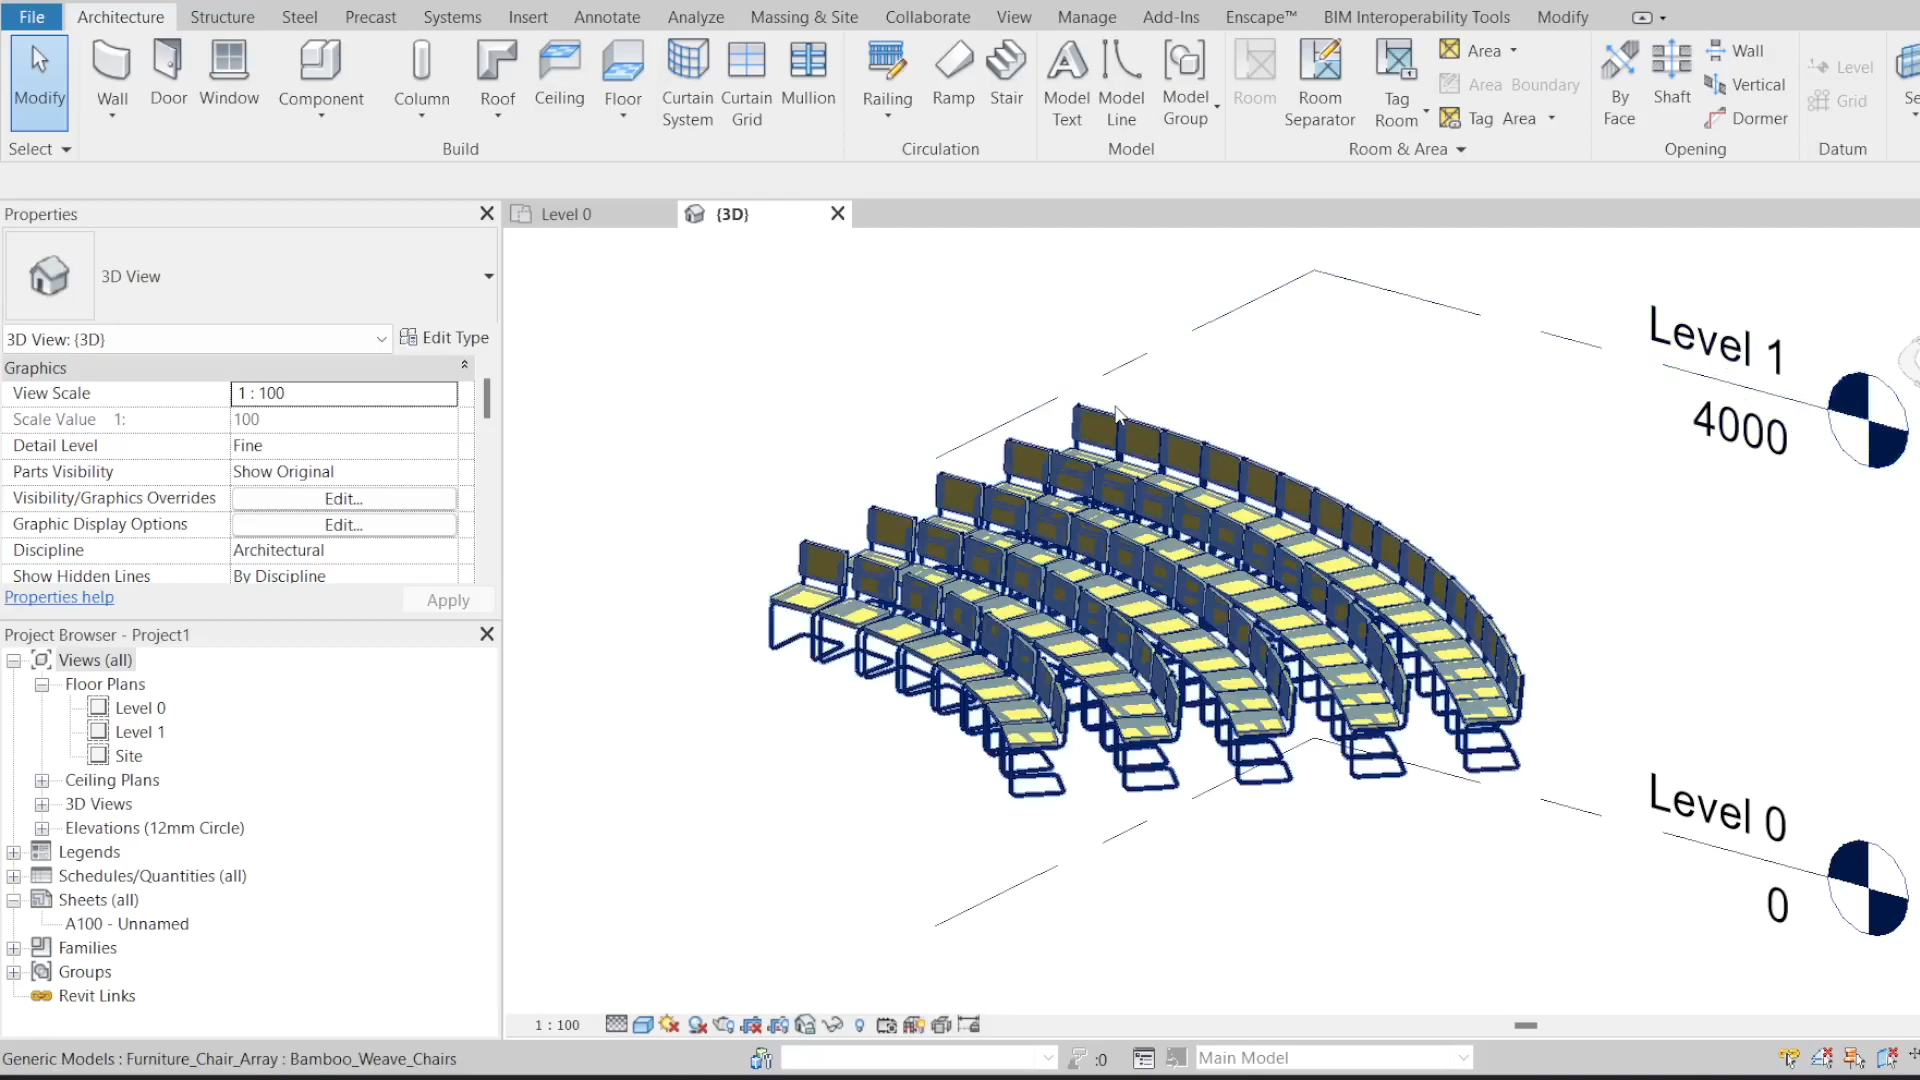 File Architecture Structure Steel Precast Systems Insert Annotate Analyze Massing & Site Collaborate View Manage Add-Ins Enscape™ BIM Interoperability Tools Modify
Modify Wall Door Window Component Column Roof Ceiling Floor Curtain System Curtain Grid Mullion Railing Ramp Stair Model Text Model Line Model Group Room Room Separator Tag Room
Area
Area Boundary
Tag Area
By Face Shaft
Wall
Vertical
Dormer
Level
Grid
Select Build Circulation Model Room & Area Opening Datum
Properties
3D View
3D View: {3D} Edit Type
Graphics
View Scale 1 : 100
Scale Value 1: 100
Detail Level Fine
Parts Visibility Show Original
Visibility/Graphics Overrides Edit...
Graphic Display Options Edit...
Discipline Architectural
Show Hidden Lines By Discipline
Properties help Apply
Project Browser - Project1
Views (all)
Floor Plans
Level 0
Level 1
Site
Ceiling Plans
3D Views
Elevations (12mm Circle)
Legends
Schedules/Quantities (all)
Sheets (all)
A100 - Unnamed
Families
Groups
Revit Links
Level 0 {3D}
Level 1
4000
Level 0
0
1 : 100
Generic Models : Furniture_Chair_Array : Bamboo_Weave_Chairs
:0
Main Model